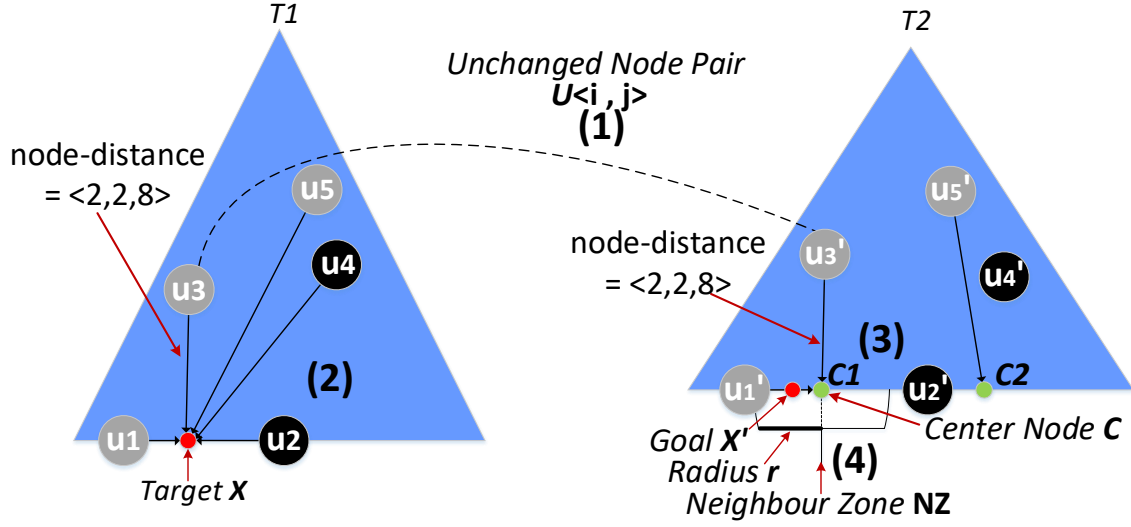 T1
T2
Unchanged Node Pair
U<i , j>
(1)
node-distance
= <2,2,8>
u5
u4
u3
(2)
u1
u2
Target X
node-distance
= <2,2,8>
u3'
u5'
u4'
(3)
u1'
C1
u2'
C2
Goal X'
Center Node C
Radius r
(4)
Neighbour Zone NZ